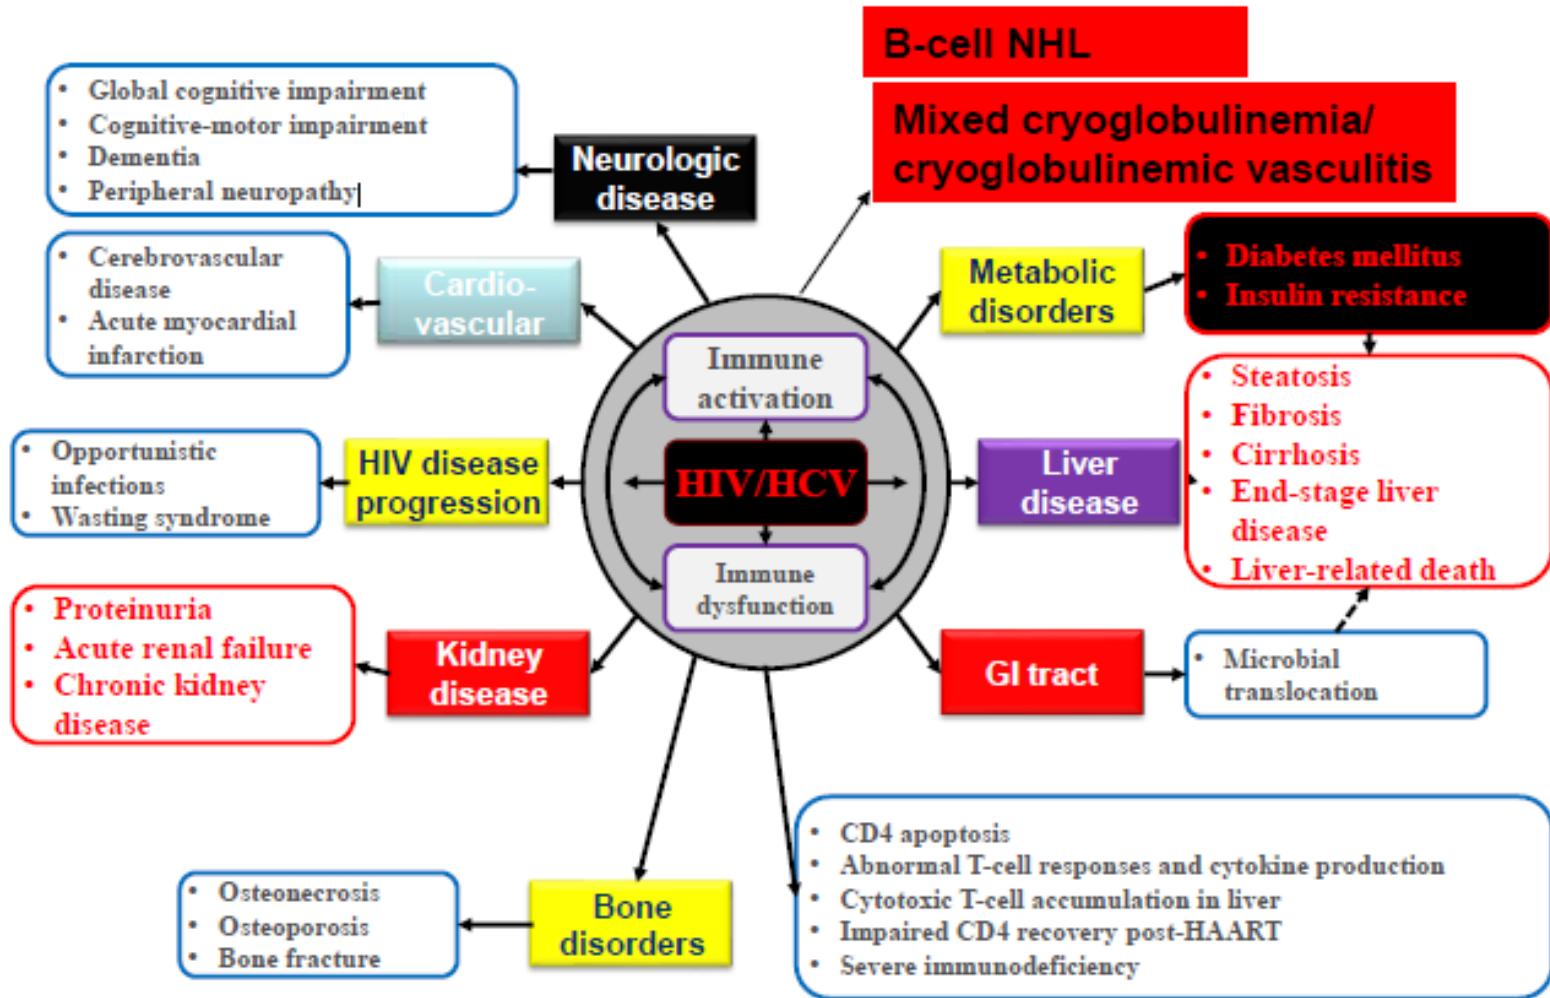 B-cell NHL
Mixed cryoglobulinemia/
cryoglobulinemic vasculitis
• Global cognitive impairment
• Cognitive-motor impairment
• Dementia
• Peripheral neuropathy
Neurologic
disease
• Cerebrovascular
disease
• Acute myocardial
infarction
Cardio-
vascular
Metabolic
disorders
• Diabetes mellitus
• Insulin resistance
Immune
activation
HIV/HCV
Immune
dysfunction
• Opportunistic
infections
• Wasting syndrome
HIV disease
progression
Liver
disease
• Steatosis
• Fibrosis
• Cirrhosis
• End-stage liver
disease
• Liver-related death
• Proteinuria
• Acute renal failure
• Chronic kidney
disease
Kidney
disease
GI tract
• Microbial
translocation
• Osteonecrosis
• Osteoporosis
• Bone fracture
Bone
disorders
• CD4 apoptosis
• Abnormal T-cell responses and cytokine production
• Cytotoxic T-cell accumulation in liver
• Impaired CD4 recovery post-HAART
• Severe immunodeficiency